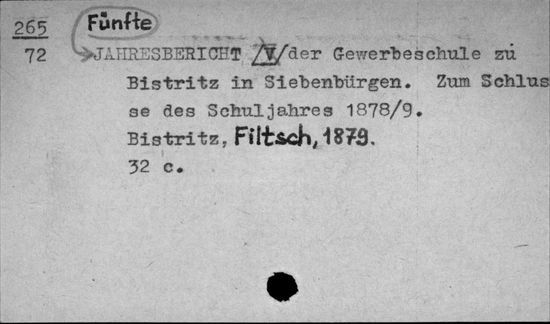 265 Fünfte
72 JAHRESBERICHT /V/ der Gewerbeschule zu
Bistritz in Siebenbürgen. Zum Schlus
se des Schuljahres 1878/9.
Bistritz, Filtsch, 1879.
32 c.